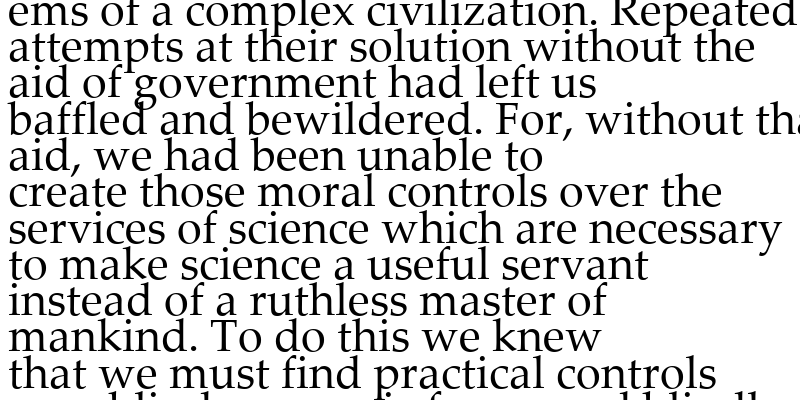 ems of a complex civilization. Repeated
attempts at their solution without the
aid of government had left us
baffled and bewildered. For, without tha
aid, we had been unable to
create those moral controls over the
services of science which are necessary
to make science a useful servant
instead of a ruthless master of
mankind. To do this we knew
that we must find practical controls